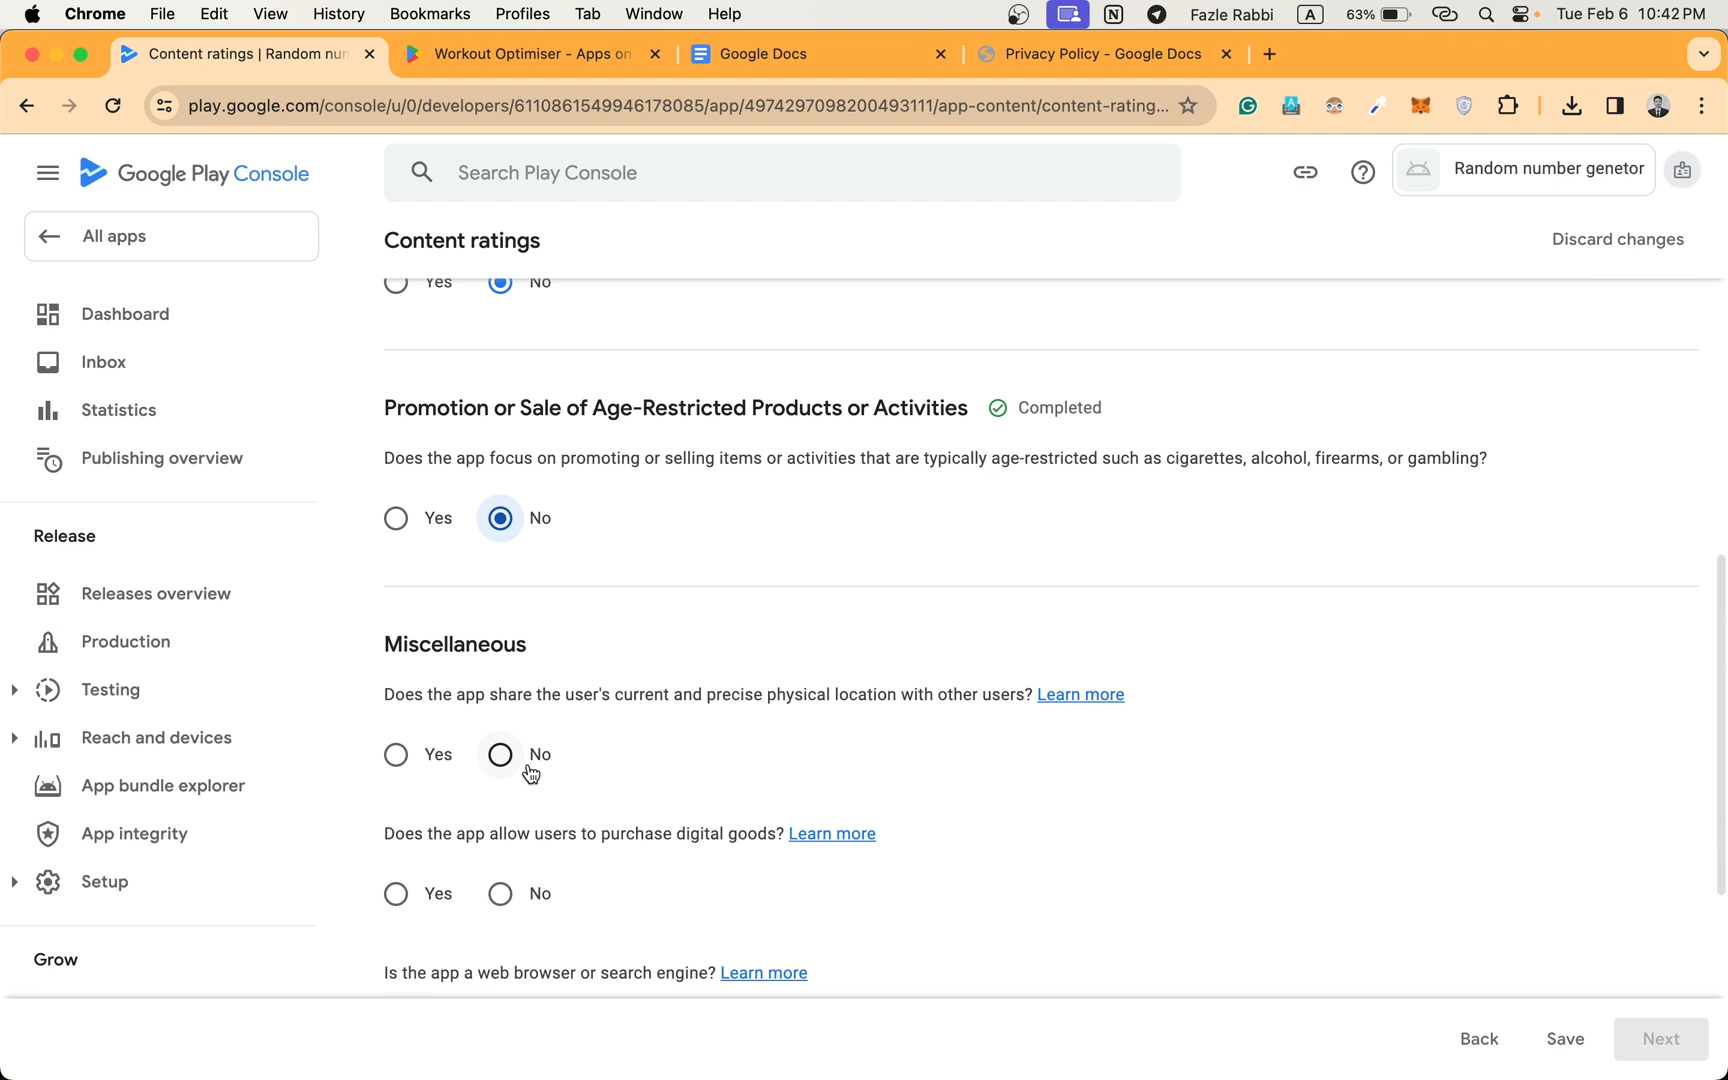 Chrome File Edit View History Bookmarks Profiles Tab Window Help N Fazle Rabbi A 63% Tue Feb 6 10:42 PM
Content ratings | Random nun Workout Optimiser - Apps on Google Docs Privacy Policy - Google Docs
play.google.com/console/u/0/developers/6110861549946178085/app/4974297098200493111/app-content/content-rating...
Google Play Console
Search Play Console
Random number genetor
All apps
Content ratings
Discard changes
Yes No
Dashboard
Inbox
Statistics
Publishing overview
Promotion or Sale of Age-Restricted Products or Activities Completed
Does the app focus on promoting or selling items or activities that are typically age-restricted such as cigarettes, alcohol, firearms, or gambling?
Yes No
Release
Releases overview
Production
Testing
Reach and devices
App bundle explorer
App integrity
Setup
Grow
Miscellaneous
Does the app share the user's current and precise physical location with other users? Learn more
Yes No
Does the app allow users to purchase digital goods? Learn more
Yes No
Is the app a web browser or search engine? Learn more
Back Save Next